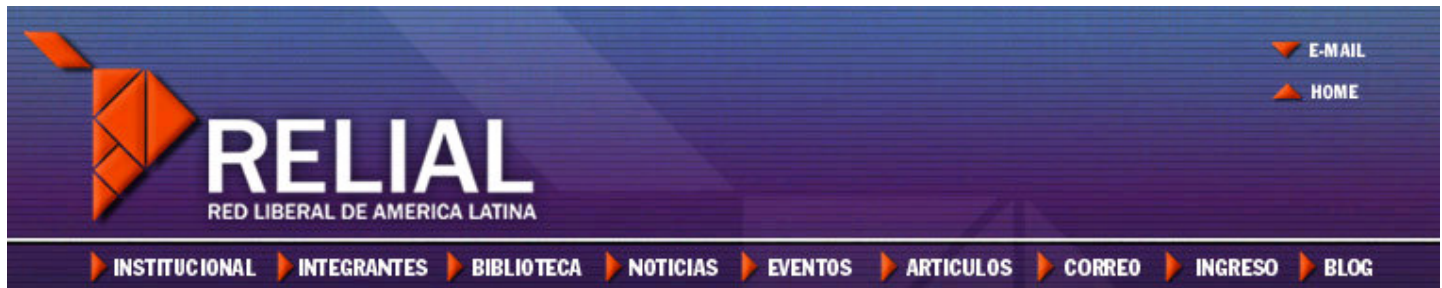 E-MAIL
HOME
RELIAL
RED LIBERAL DE AMERICA LATINA
INSTITUCIONAL INTEGRANTES BIBLIOTECA NOTICIAS EVENTOS ARTICULOS CORREO INGRESO BLOG